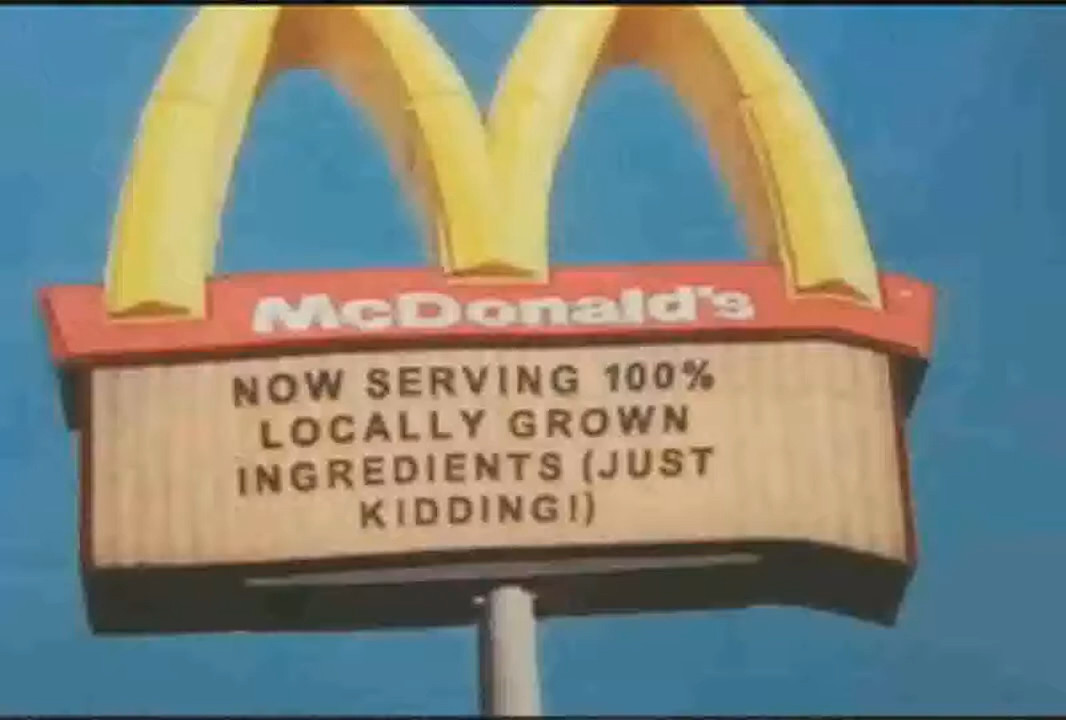 McDonald's
NOW SERVING 100%
LOCALLY GROWN
INGREDIENTS (JUST
KIDDING!)